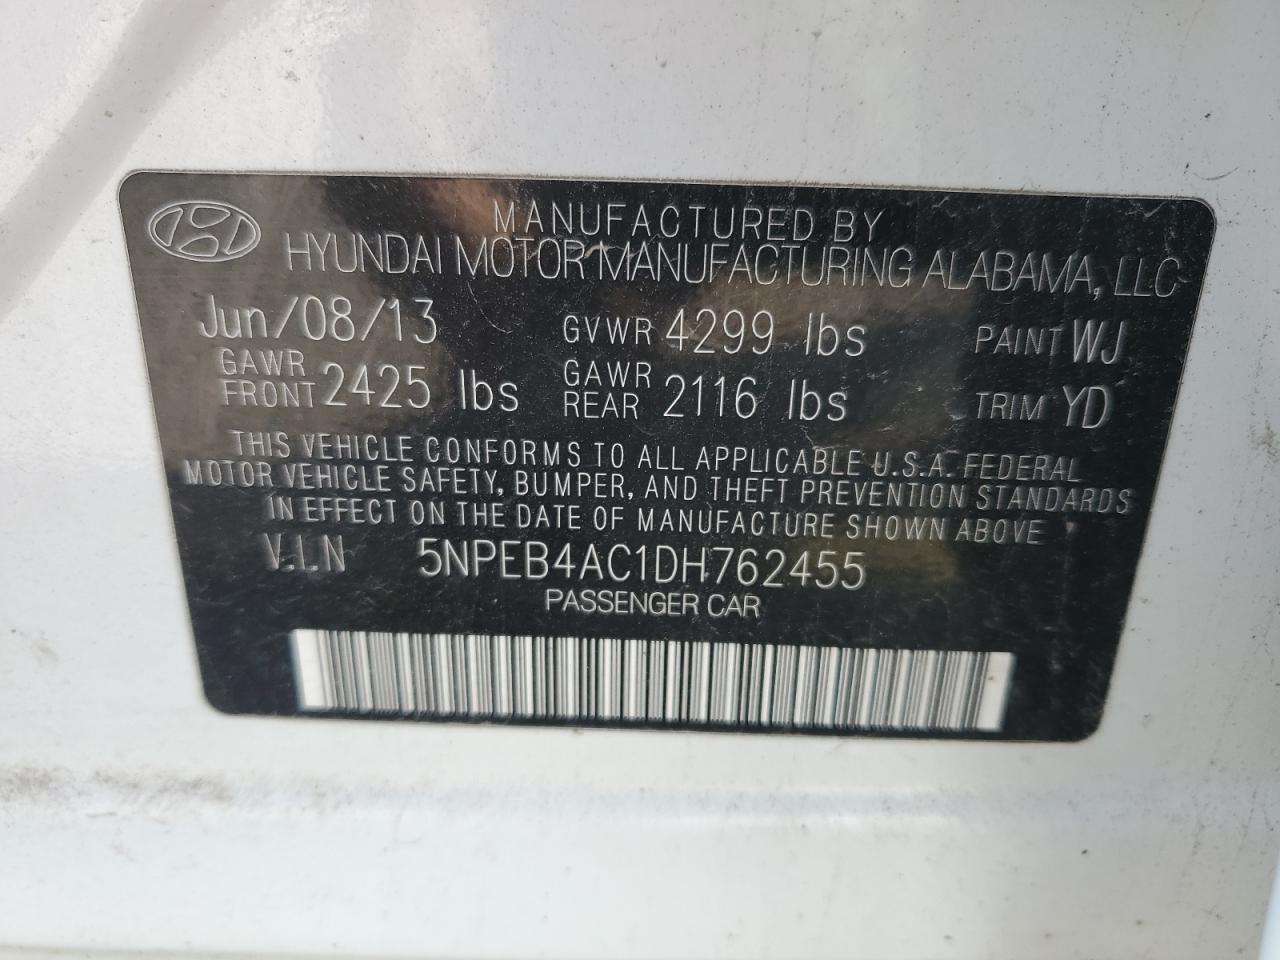 MANUFACTURED BY
HYUNDAI MOTOR MANUFACTURING ALABAMA, LLC
Jun/08/13 GVWR 4299 lbs PAINT WJ
GAWR FRONT 2425 lbs GAWR REAR 2116 lbs TRIM YD
THIS VEHICLE CONFORMS TO ALL APPLICABLE U.S.A. FEDERAL
MOTOR VEHICLE SAFETY, BUMPER, AND THEFT PREVENTION STANDARDS
IN EFFECT ON THE DATE OF MANUFACTURE SHOWN ABOVE
V.I.N 5NPEB4AC1DH762455
PASSENGER CAR